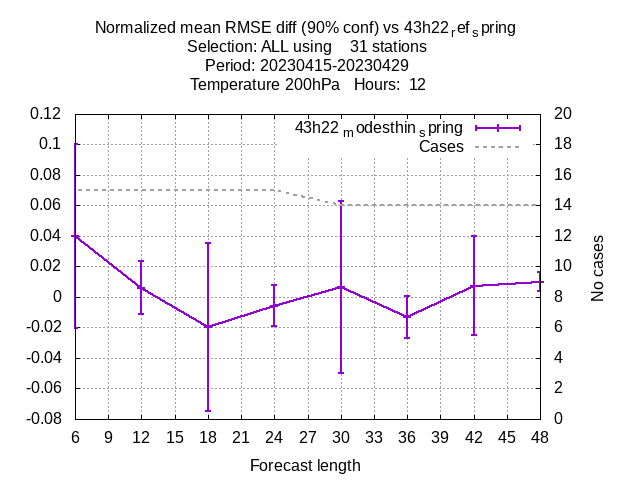 Normalized mean RMSE diff (90% conf) vs 43h22refspring
Selection: ALL using 31 stations
Period: 20230415-20230429
Temperature 200hPa Hours: 12
43h22modesthinspring
Cases
0.12
0.1
0.08
0.06
0.04
0.02
0
-0.02
-0.04
-0.06
-0.08
20
18
16
14
12
10
8
6
4
2
0
No cases
6 9 12 15 18 21 24 27 30 33 36 39 42 45 48
Forecast length